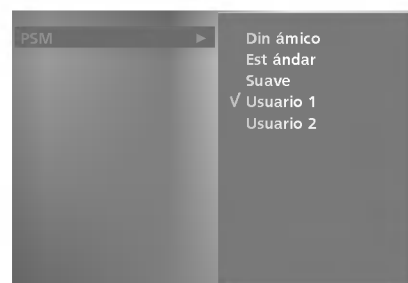 PSM ►
Din ámico
Est ándar
Suave
√ Usuario 1
Usuario 2